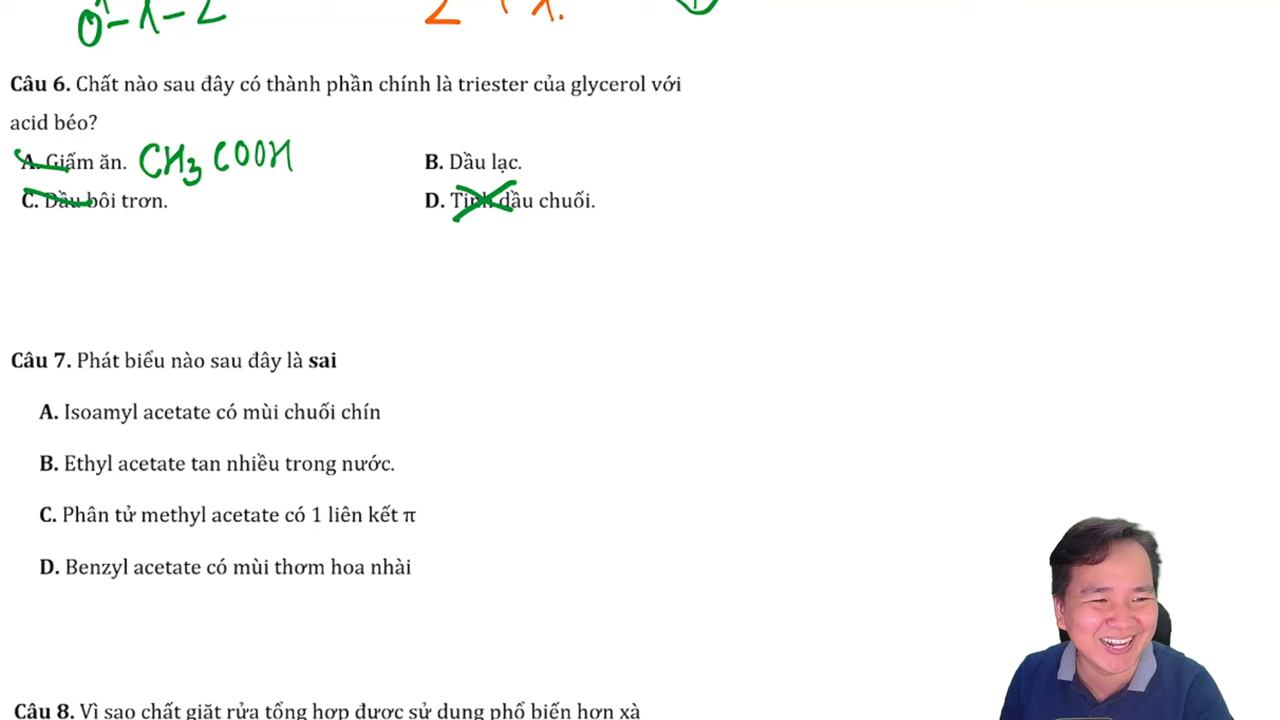 Câu 6. Chất nào sau đây có thành phần chính là triester của glycerol với
acid béo?
A. Giấm ăn. CH3COOH
B. Dầu lạc.
C. Dầu bôi trơn.
D. Tinh dầu chuối.
Câu 7. Phát biểu nào sau đây là sai
A. Isoamyl acetate có mùi chuối chín
B. Ethyl acetate tan nhiều trong nước.
C. Phân tử methyl acetate có 1 liên kết π
D. Benzyl acetate có mùi thơm hoa nhài
Câu 8. Vì sao chất giặt rửa tổng hợp được sử dụng phổ biến hơn xà